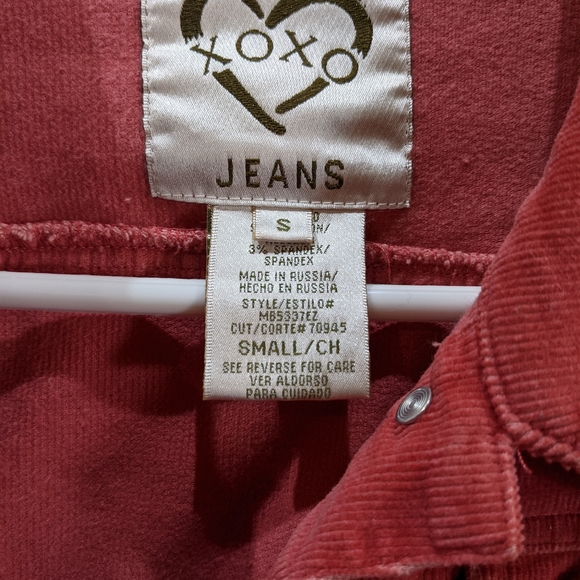 XOXO
JEANS
S
3% SPANDEX/
SPANDEX
MADE IN RUSSIA/
HECHO EN RUSSIA
STYLE/ESTILO#
MB5337EZ
CUT/CORTE# 70945
SMALL/CH
SEE REVERSE FOR CARE
VER ALDORSO
PARA CUIDADO